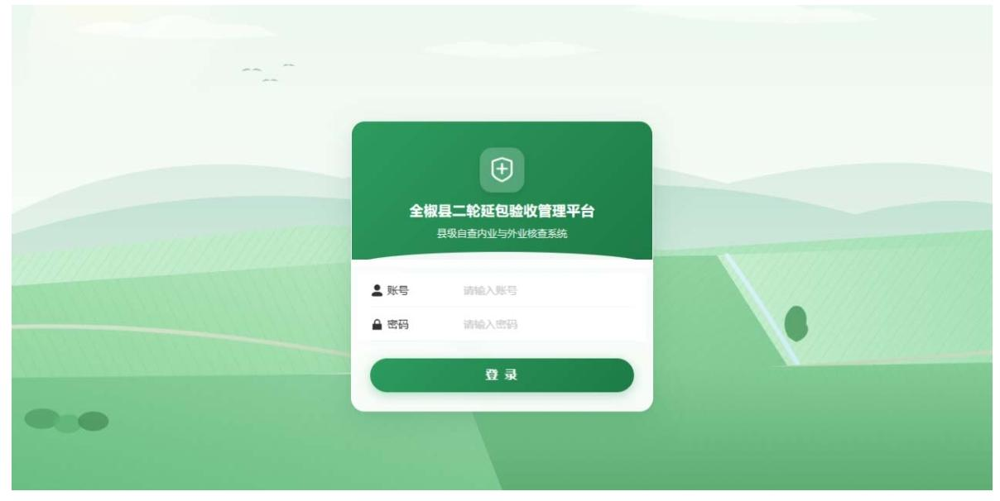 全椒县二轮延包验收管理平台
县级自查内业与外业核查系统
账号 请输入账号
密码 请输入密码
登录